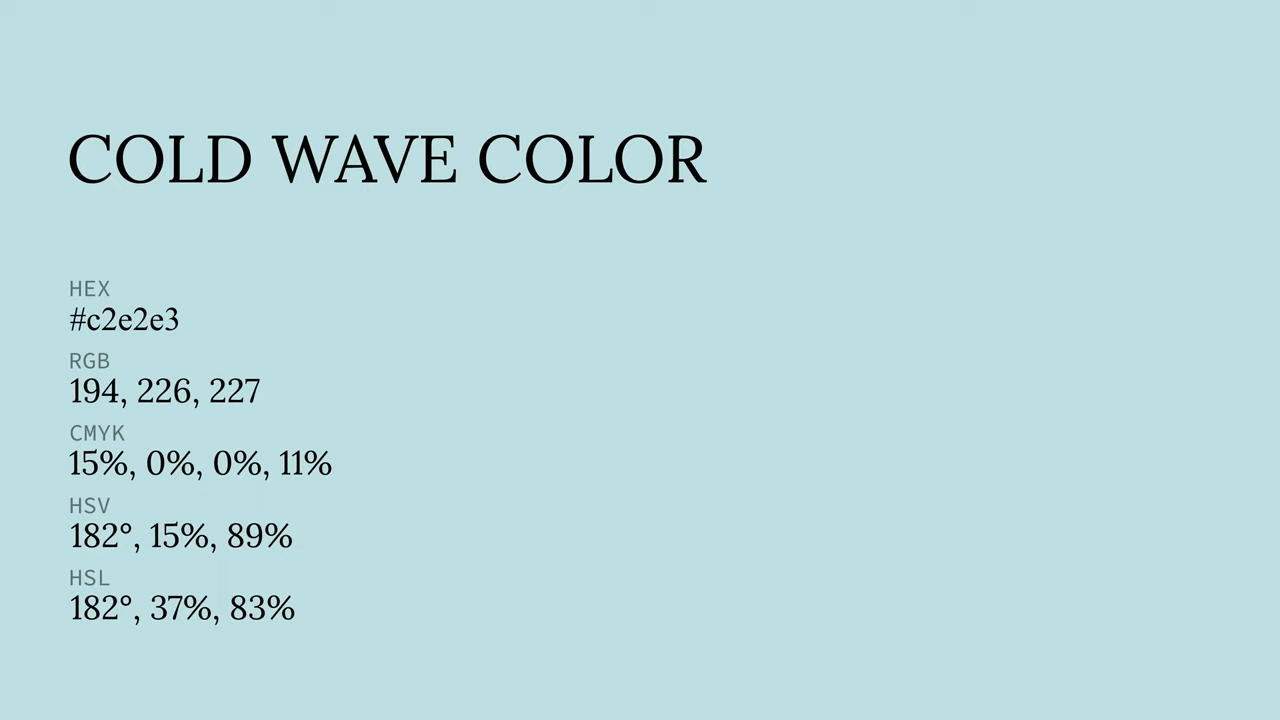 COLD WAVE COLOR
HEX
#c2e2e3
RGB
194, 226, 227
CMYK
15%, 0%, 0%, 11%
HSV
182°, 15%, 89%
HSL
182°, 37%, 83%